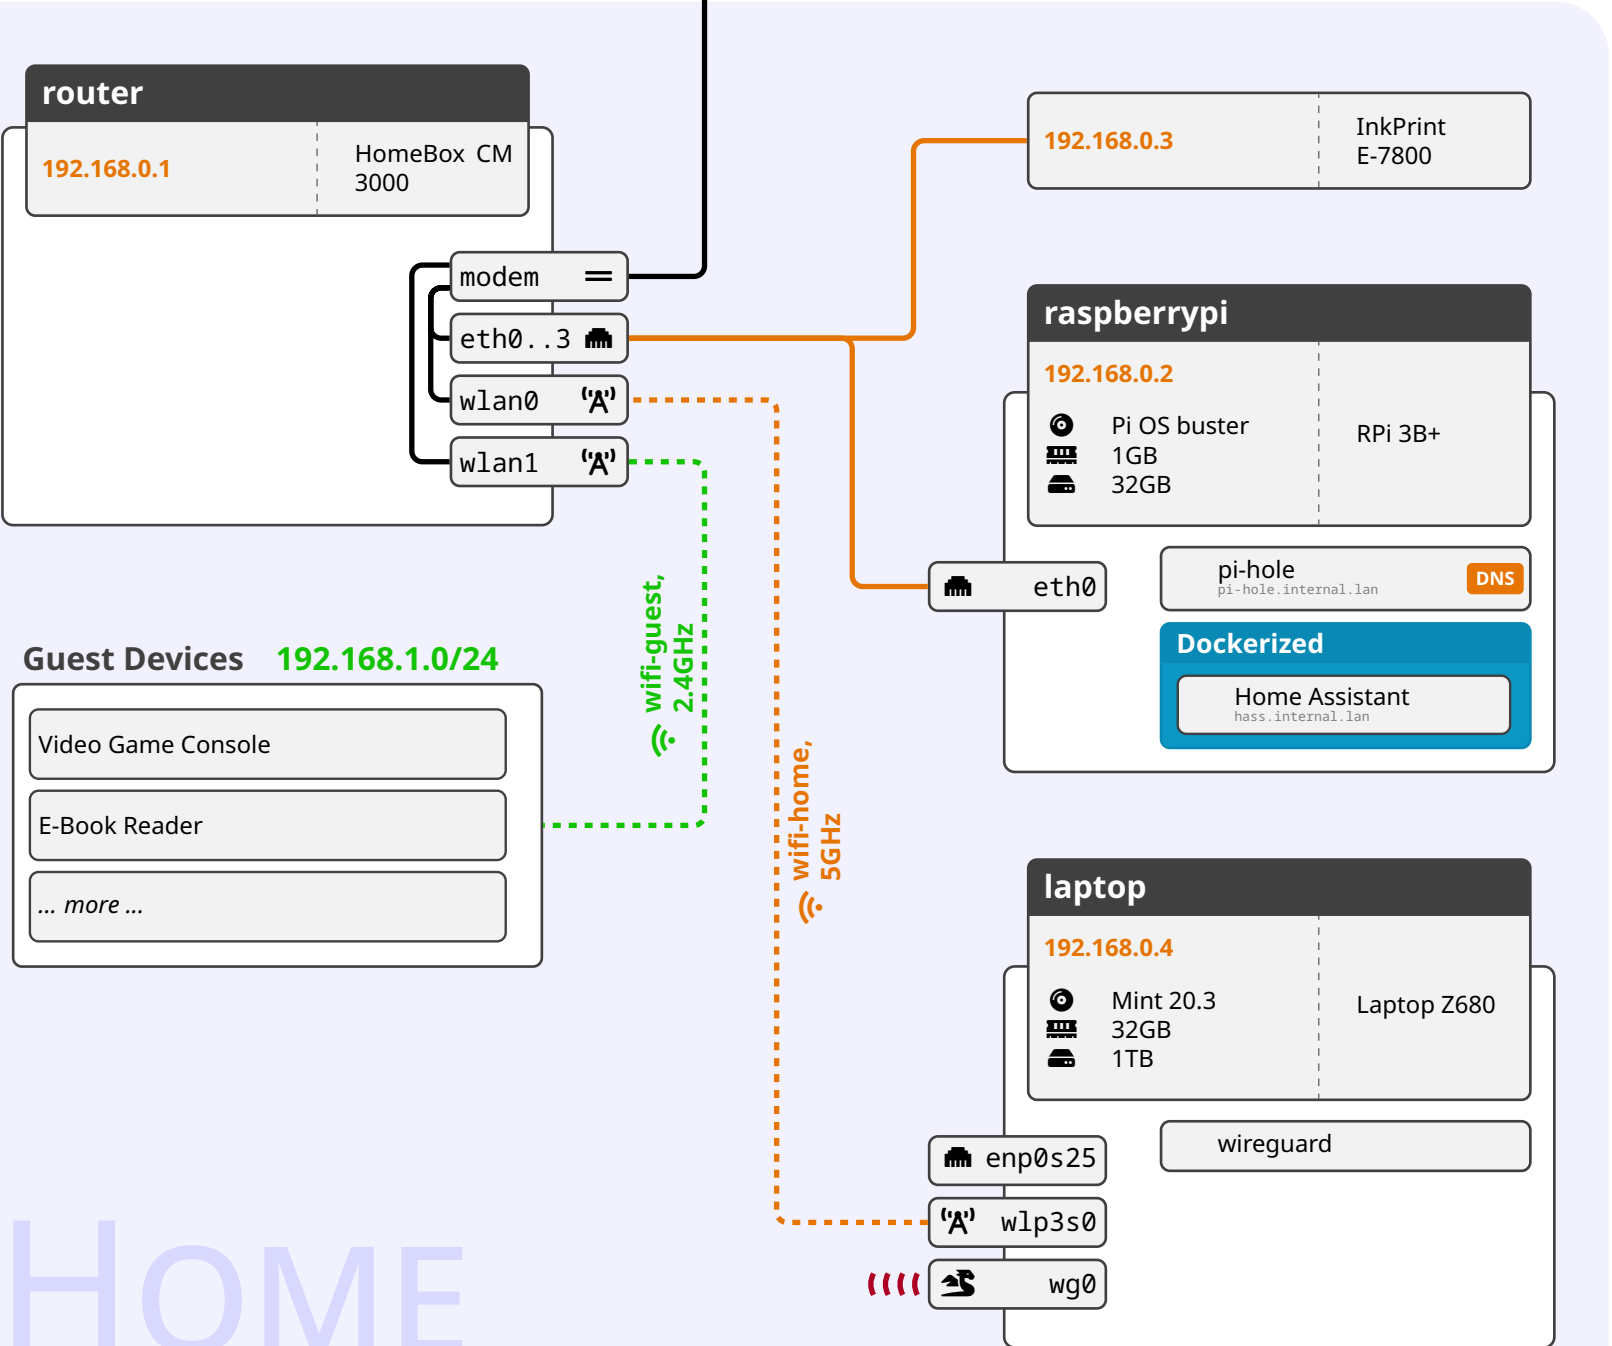 router
192.168.0.1
HomeBox CM
3000
modem
eth0..3
wlan0
wlan1
192.168.0.3
InkPrint
E-7800
raspberrypi
192.168.0.2
Pi OS buster
1GB
32GB
RPi 3B+
eth0
pi-hole
pi-hole.internal.lan
DNS
Dockerized
Home Assistant
hass.internal.lan
wifi-guest,
2.4GHz
Guest Devices 192.168.1.0/24
Video Game Console
E-Book Reader
... more ...
wifi-home,
5GHz
laptop
192.168.0.4
Mint 20.3
32GB
1TB
Laptop Z680
enp0s25
wlp3s0
wg0
wireguard
HOME